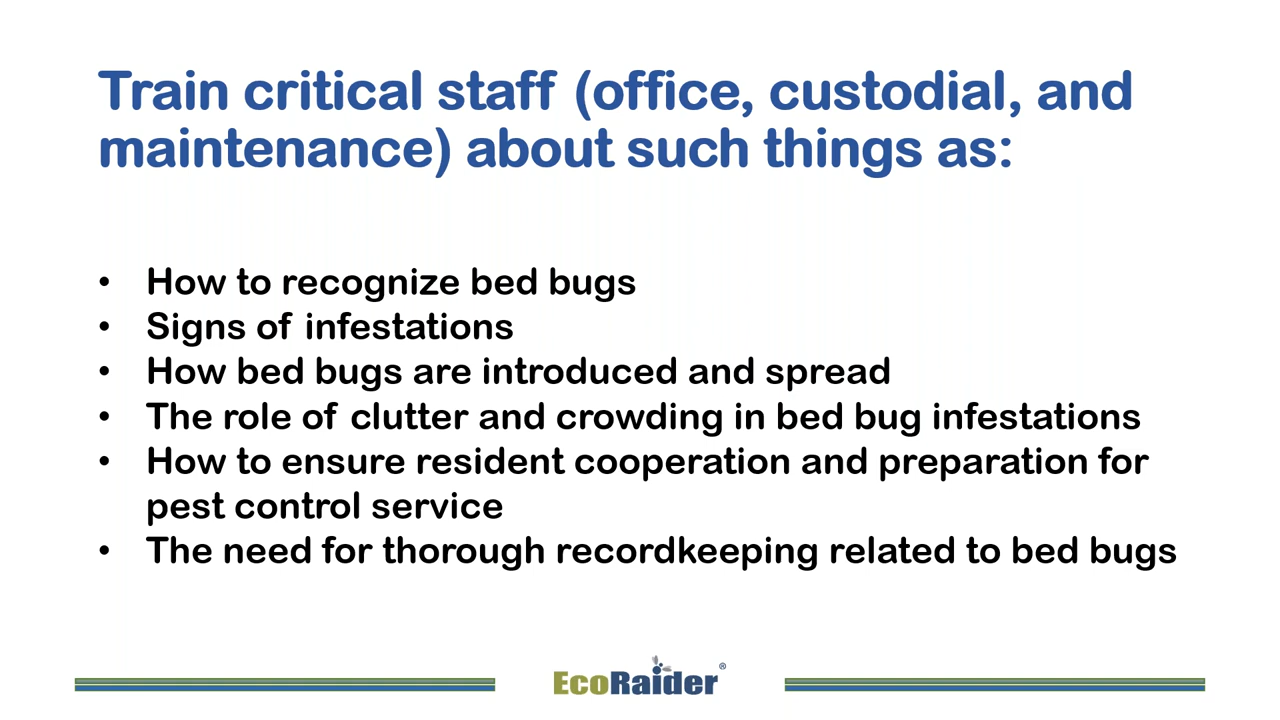 Train critical staff (office, custodial, and
maintenance) about such things as:
• How to recognize bed bugs
• Signs of infestations
• How bed bugs are introduced and spread
• The role of clutter and crowding in bed bug infestations
• How to ensure resident cooperation and preparation for
pest control service
• The need for thorough recordkeeping related to bed bugs
EcoRaider®